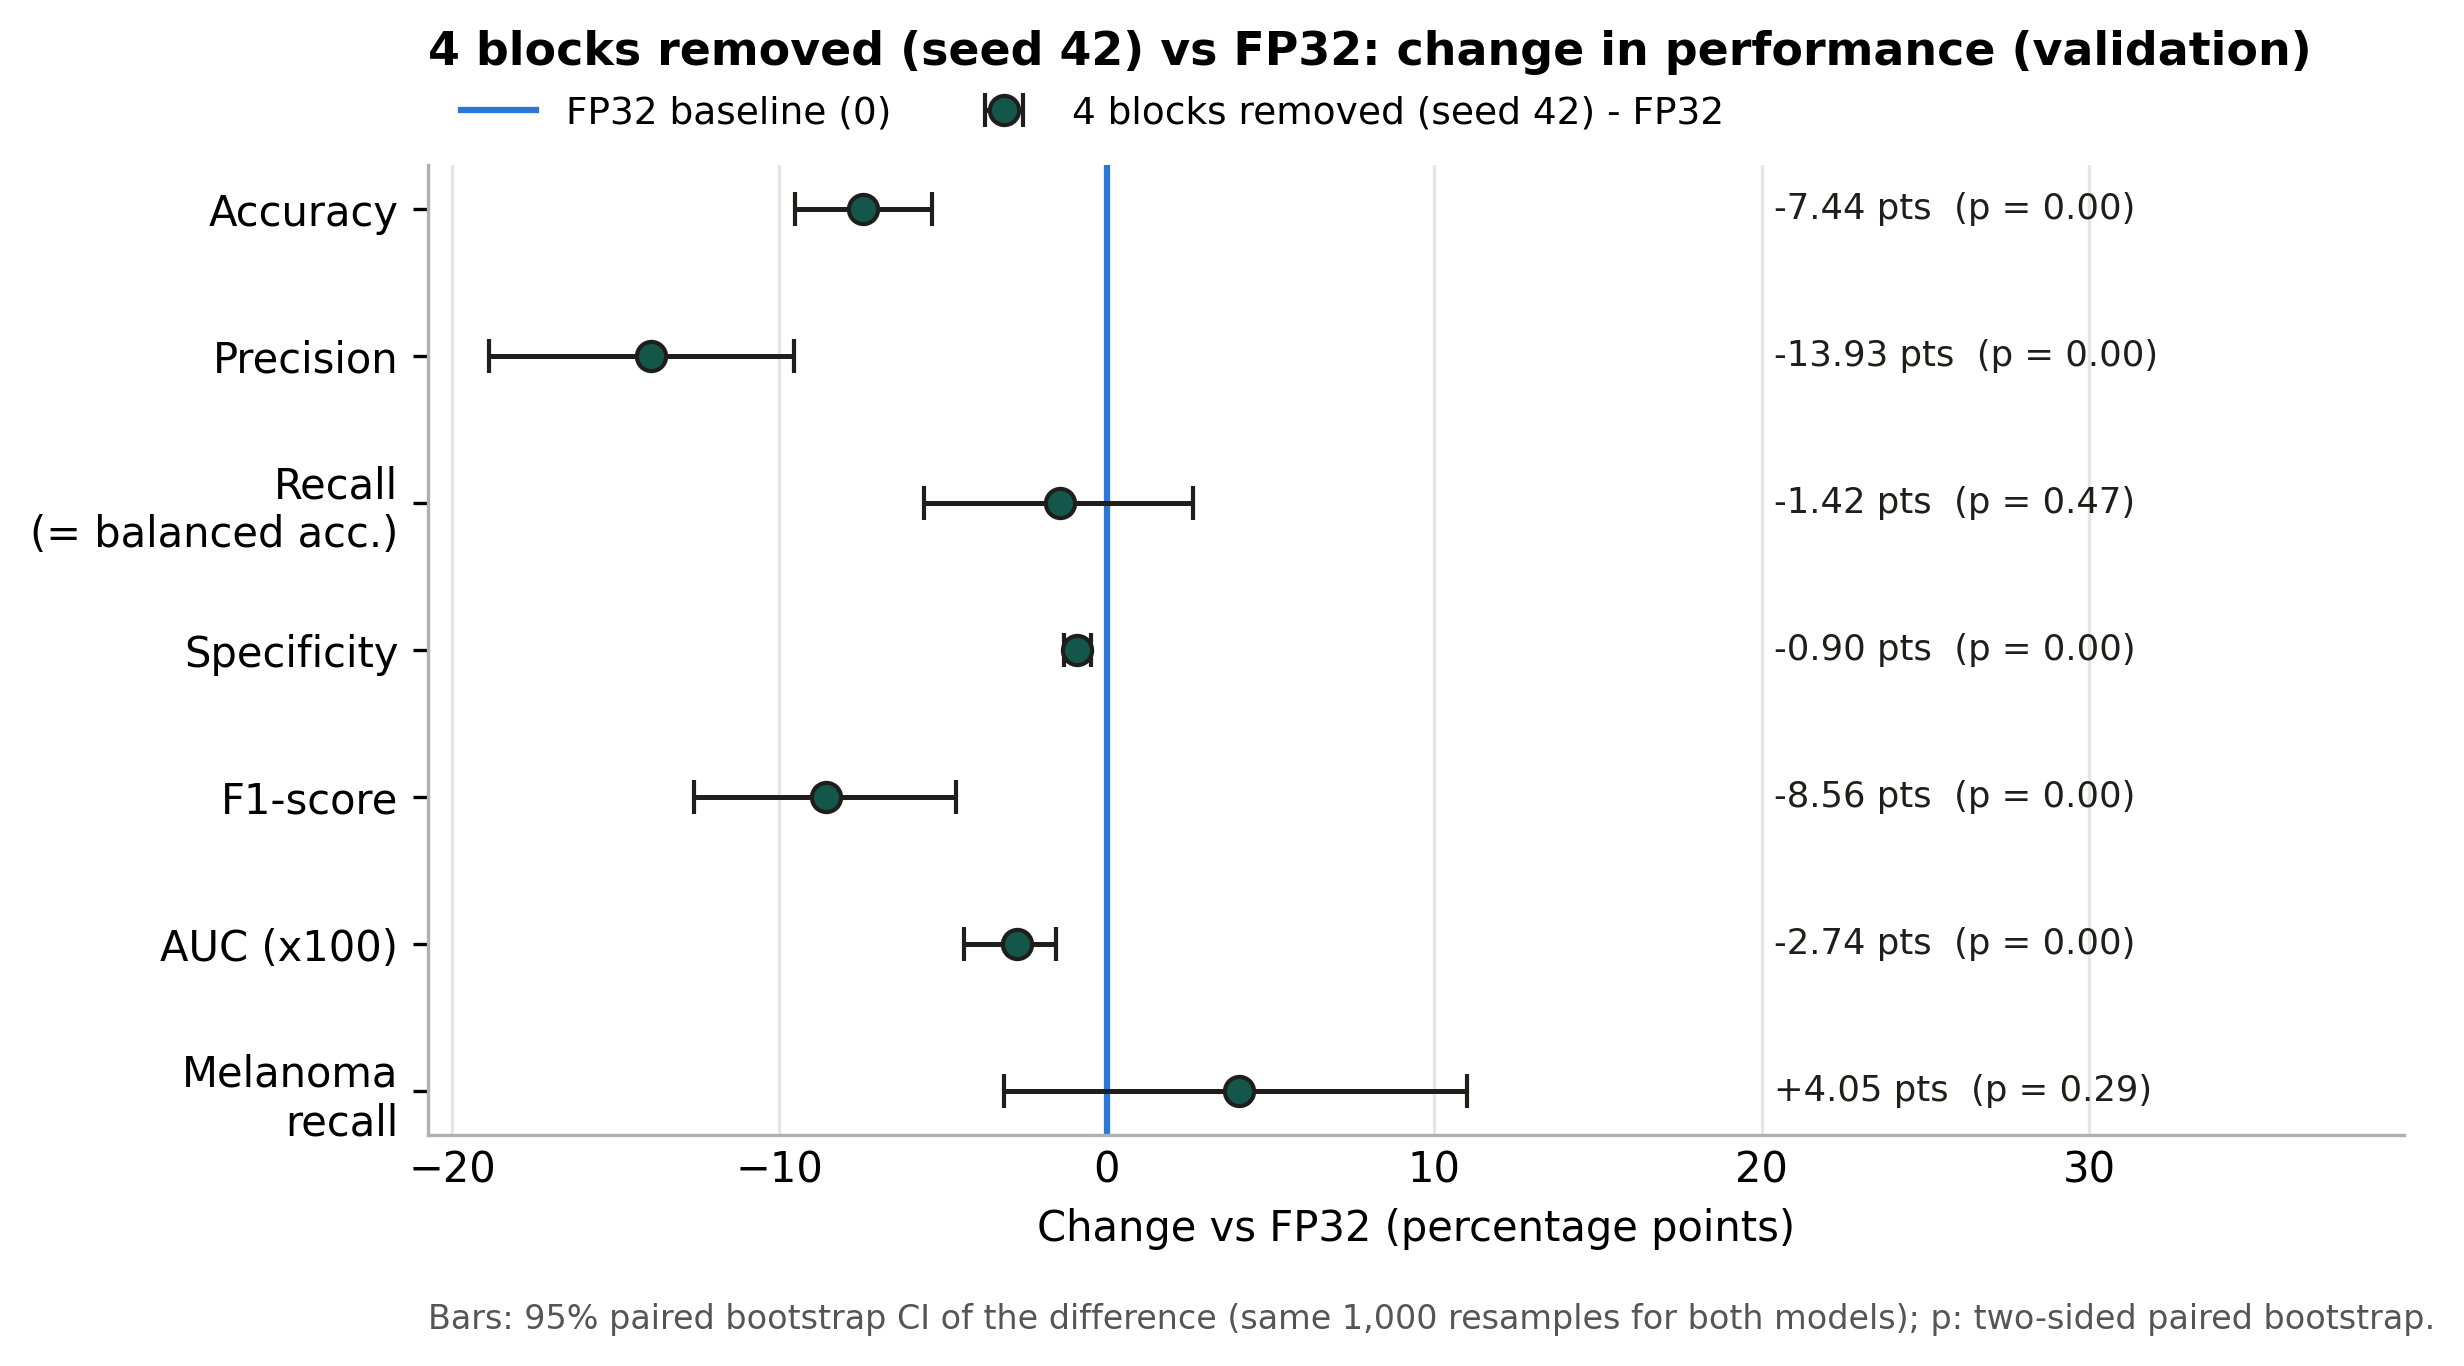 4 blocks removed (seed 42) vs FP32: change in performance (validation)
FP32 baseline (0)
4 blocks removed (seed 42) - FP32
Accuracy
-7.44 pts (p = 0.00)
Precision
-13.93 pts (p = 0.00)
Recall
(= balanced acc.)
-1.42 pts (p = 0.47)
Specificity
-0.90 pts (p = 0.00)
F1-score
-8.56 pts (p = 0.00)
AUC (x100)
-2.74 pts (p = 0.00)
Melanoma
recall
+4.05 pts (p = 0.29)
−20 −10 0 10 20 30
Change vs FP32 (percentage points)
Bars: 95% paired bootstrap CI of the difference (same 1,000 resamples for both models); p: two-sided paired bootstrap.